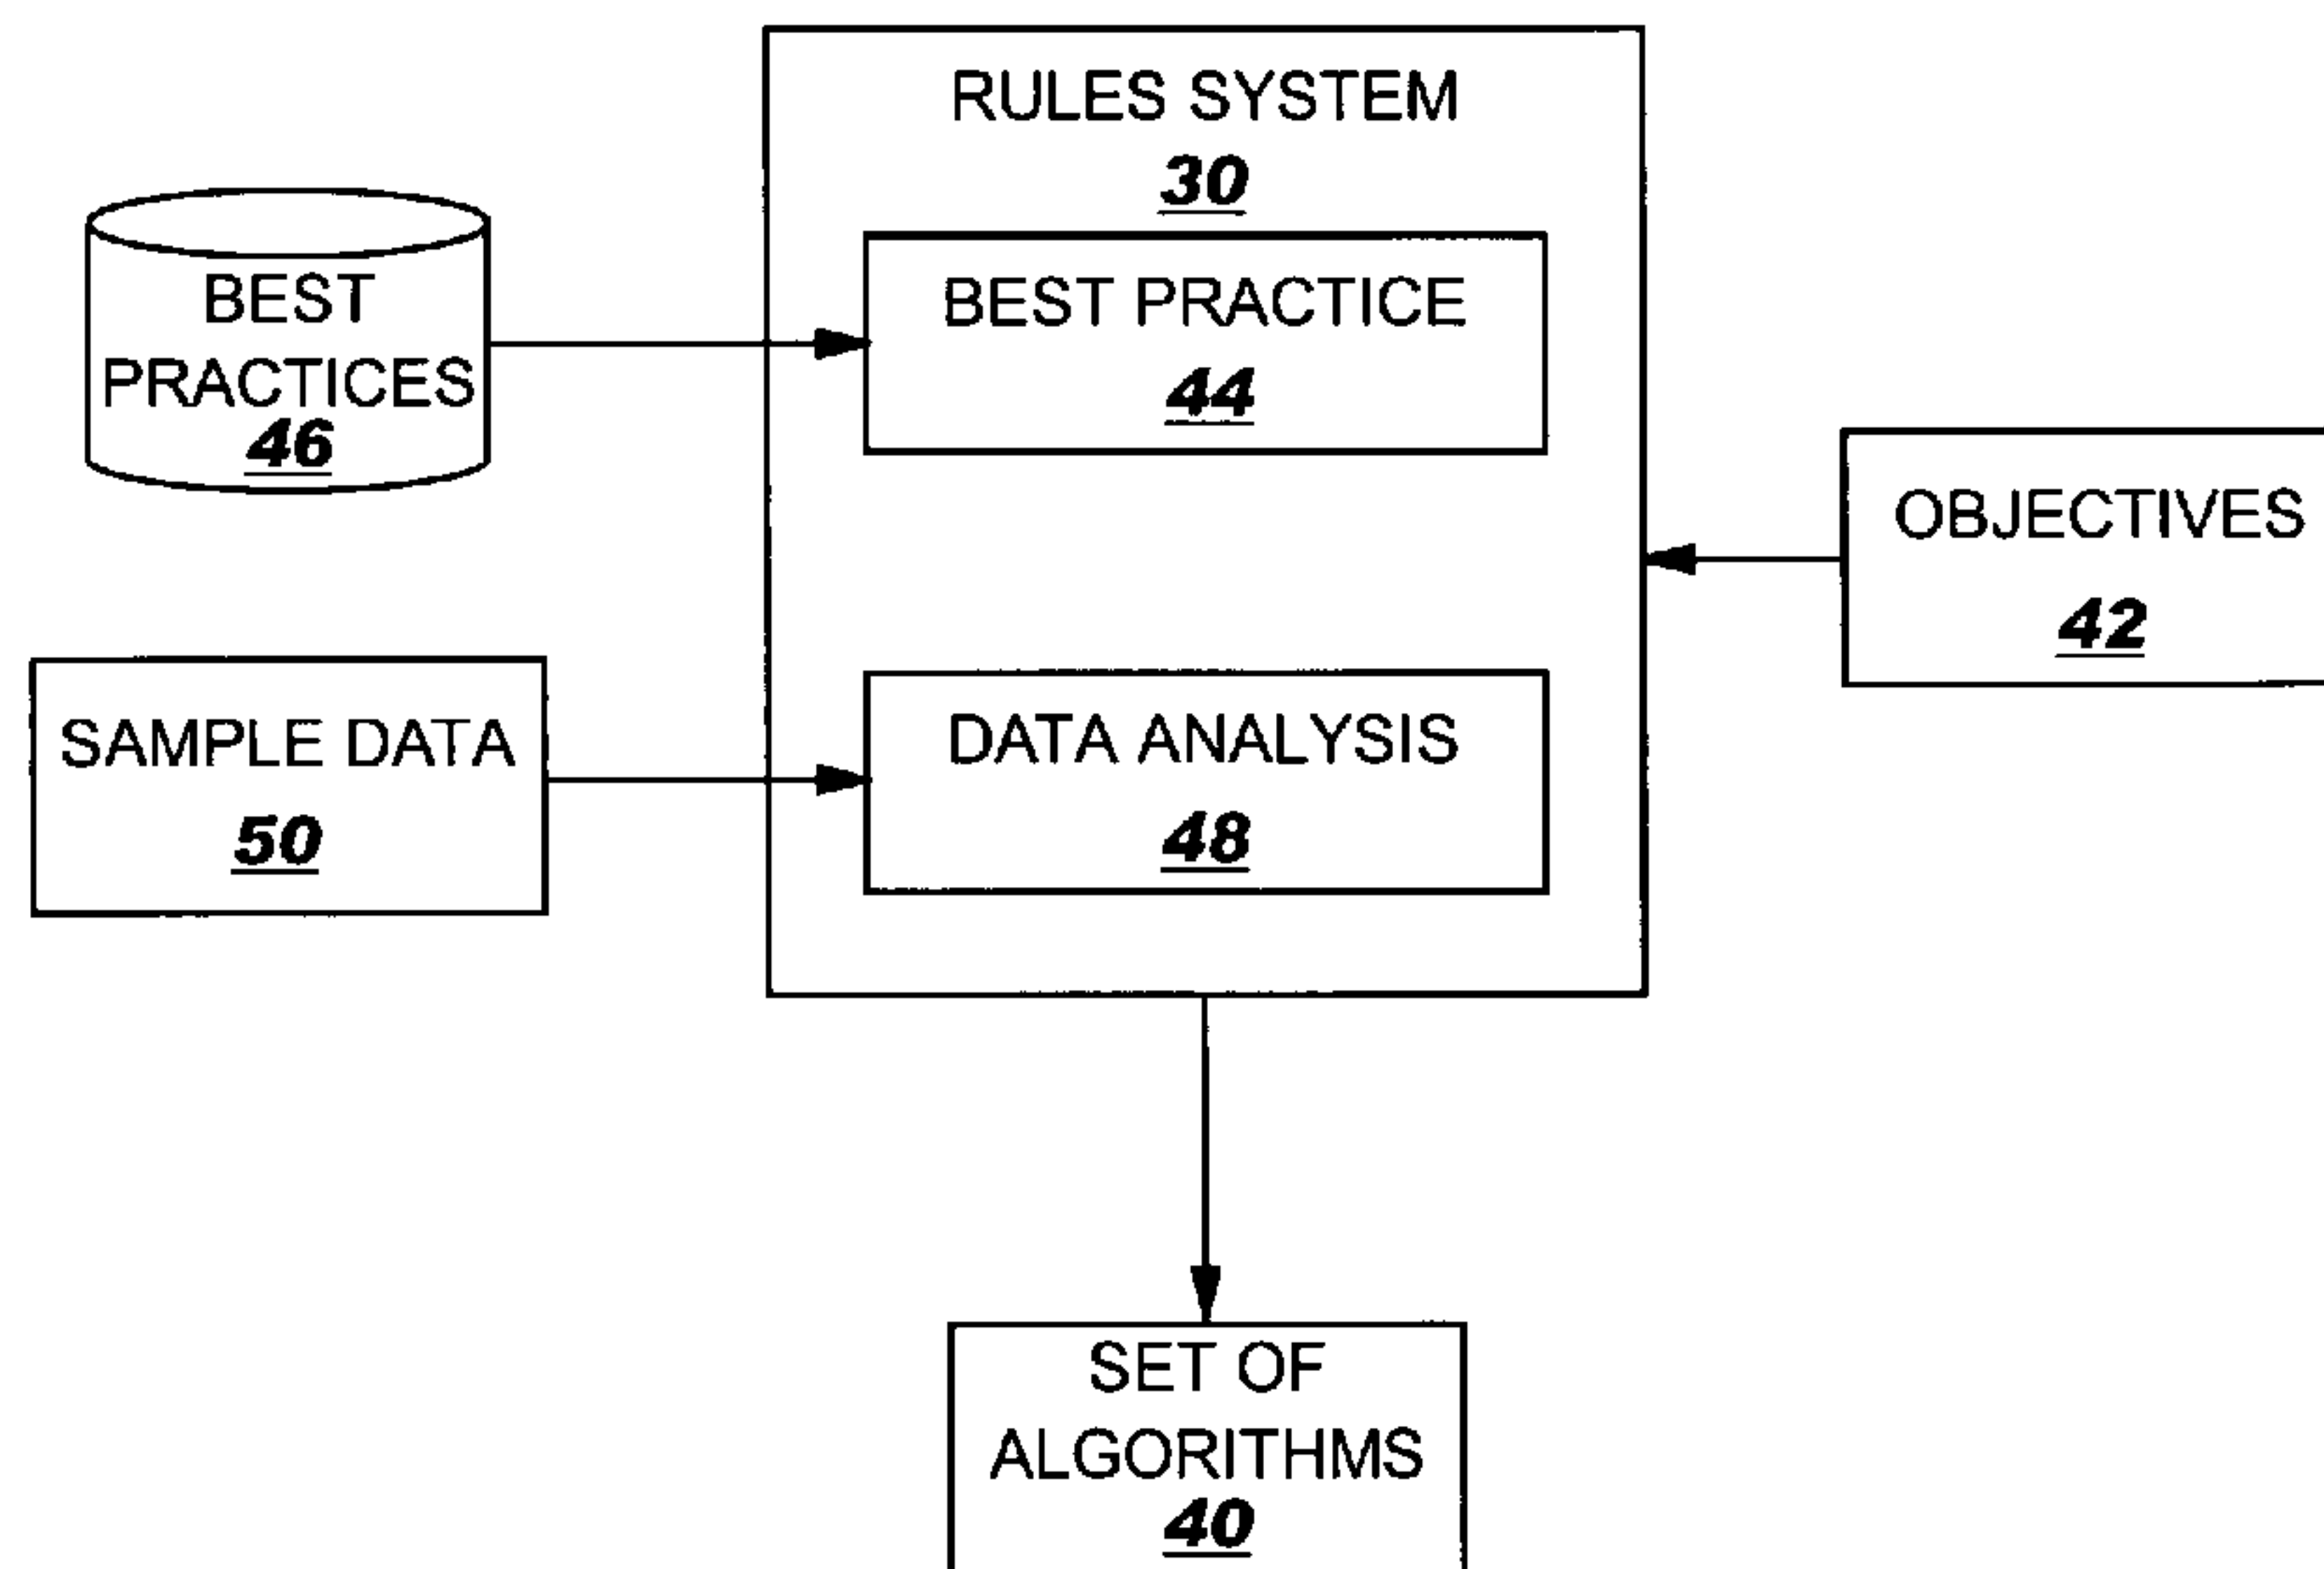 RULES SYSTEM
30
BEST
PRACTICES
46
BEST PRACTICE
44
OBJECTIVES
42
SAMPLE DATA
50
DATA ANALYSIS
48
SET OF
ALGORITHMS
40